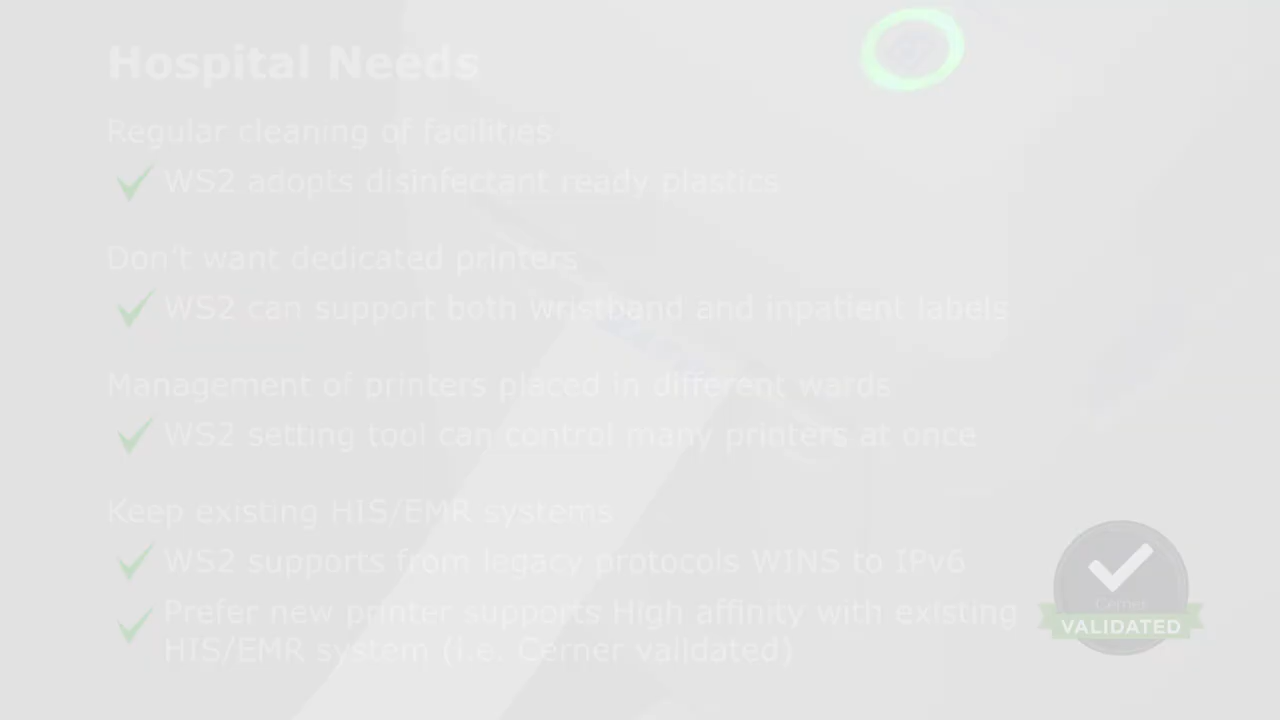 Hospital Needs
Regular cleaning of facilities
WS2 adopts disinfectant ready plastics
Don't want dedicated printers
WS2 can support both wristband and inpatient labels
Management of printers placed in different wards
WS2 setting tool can control many printers at once
Keep existing HIS/EMR systems
WS2 supports from legacy protocols WINS to IPv6
Prefer new printer supports High affinity with existing
HIS/EMR system (i.e. Cerner validated)
Cerner
VALIDATED